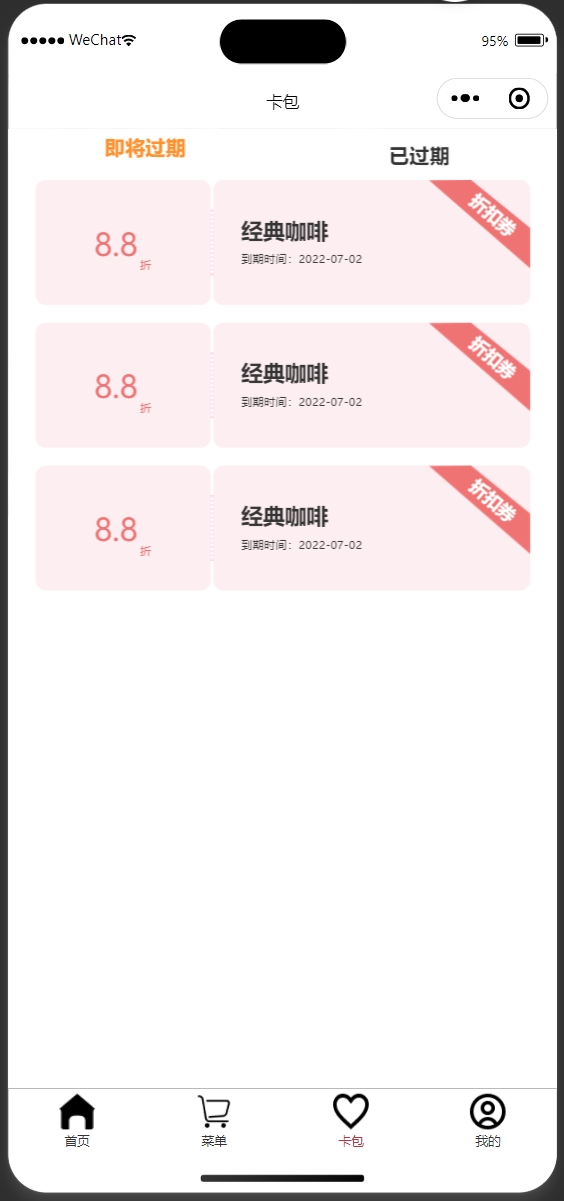 WeChat
95%
卡包
即将过期
已过期
8.8折
经典咖啡
到期时间：2022-07-02
折扣券
8.8折
经典咖啡
到期时间：2022-07-02
折扣券
8.8折
经典咖啡
到期时间：2022-07-02
折扣券
首页
菜单
卡包
我的